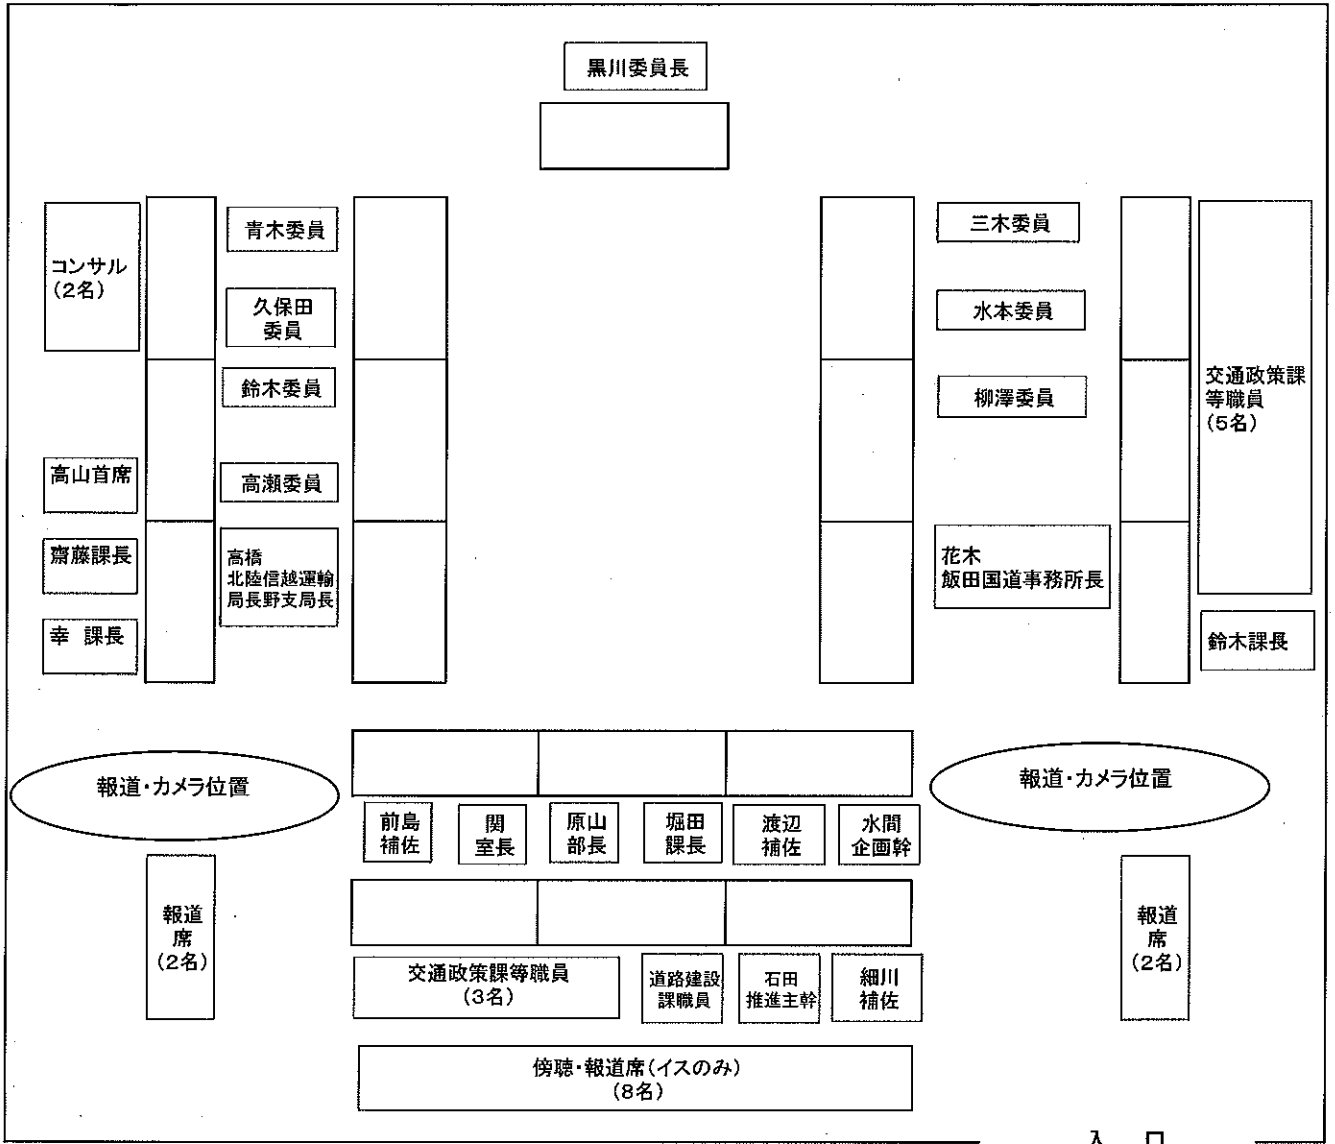 黒川委員長
コンサル
(2名)
青木委員
久保田
委員
鈴木委員
高山首席
高瀬委員
齋藤課長
高橋
北陸信越運輸
局長野支局長
幸 課長
三木委員
水本委員
柳澤委員
花木
飯田国道事務所長
交通政策課
等職員
(5名)
鈴木課長
報道・カメラ位置
報道・カメラ位置
前島
補佐
関
室長
原山
部長
堀田
課長
渡辺
補佐
水間
企画幹
報道
席
(2名)
報道
席
(2名)
交通政策課等職員
(3名)
道路建設
課職員
石田
推進主幹
細川
補佐
傍聴・報道席(イスのみ)
(8名)
入 口